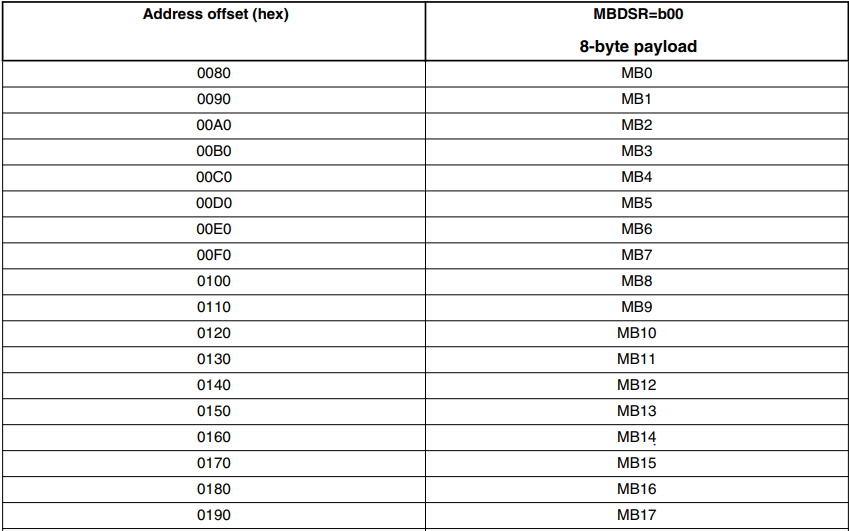 Address offset (hex) MBDSR=b00
8-byte payload
0080 MB0
0090 MB1
00A0 MB2
00B0 MB3
00C0 MB4
00D0 MB5
00E0 MB6
00F0 MB7
0100 MB8
0110 MB9
0120 MB10
0130 MB11
0140 MB12
0150 MB13
0160 MB14
0170 MB15
0180 MB16
0190 MB17